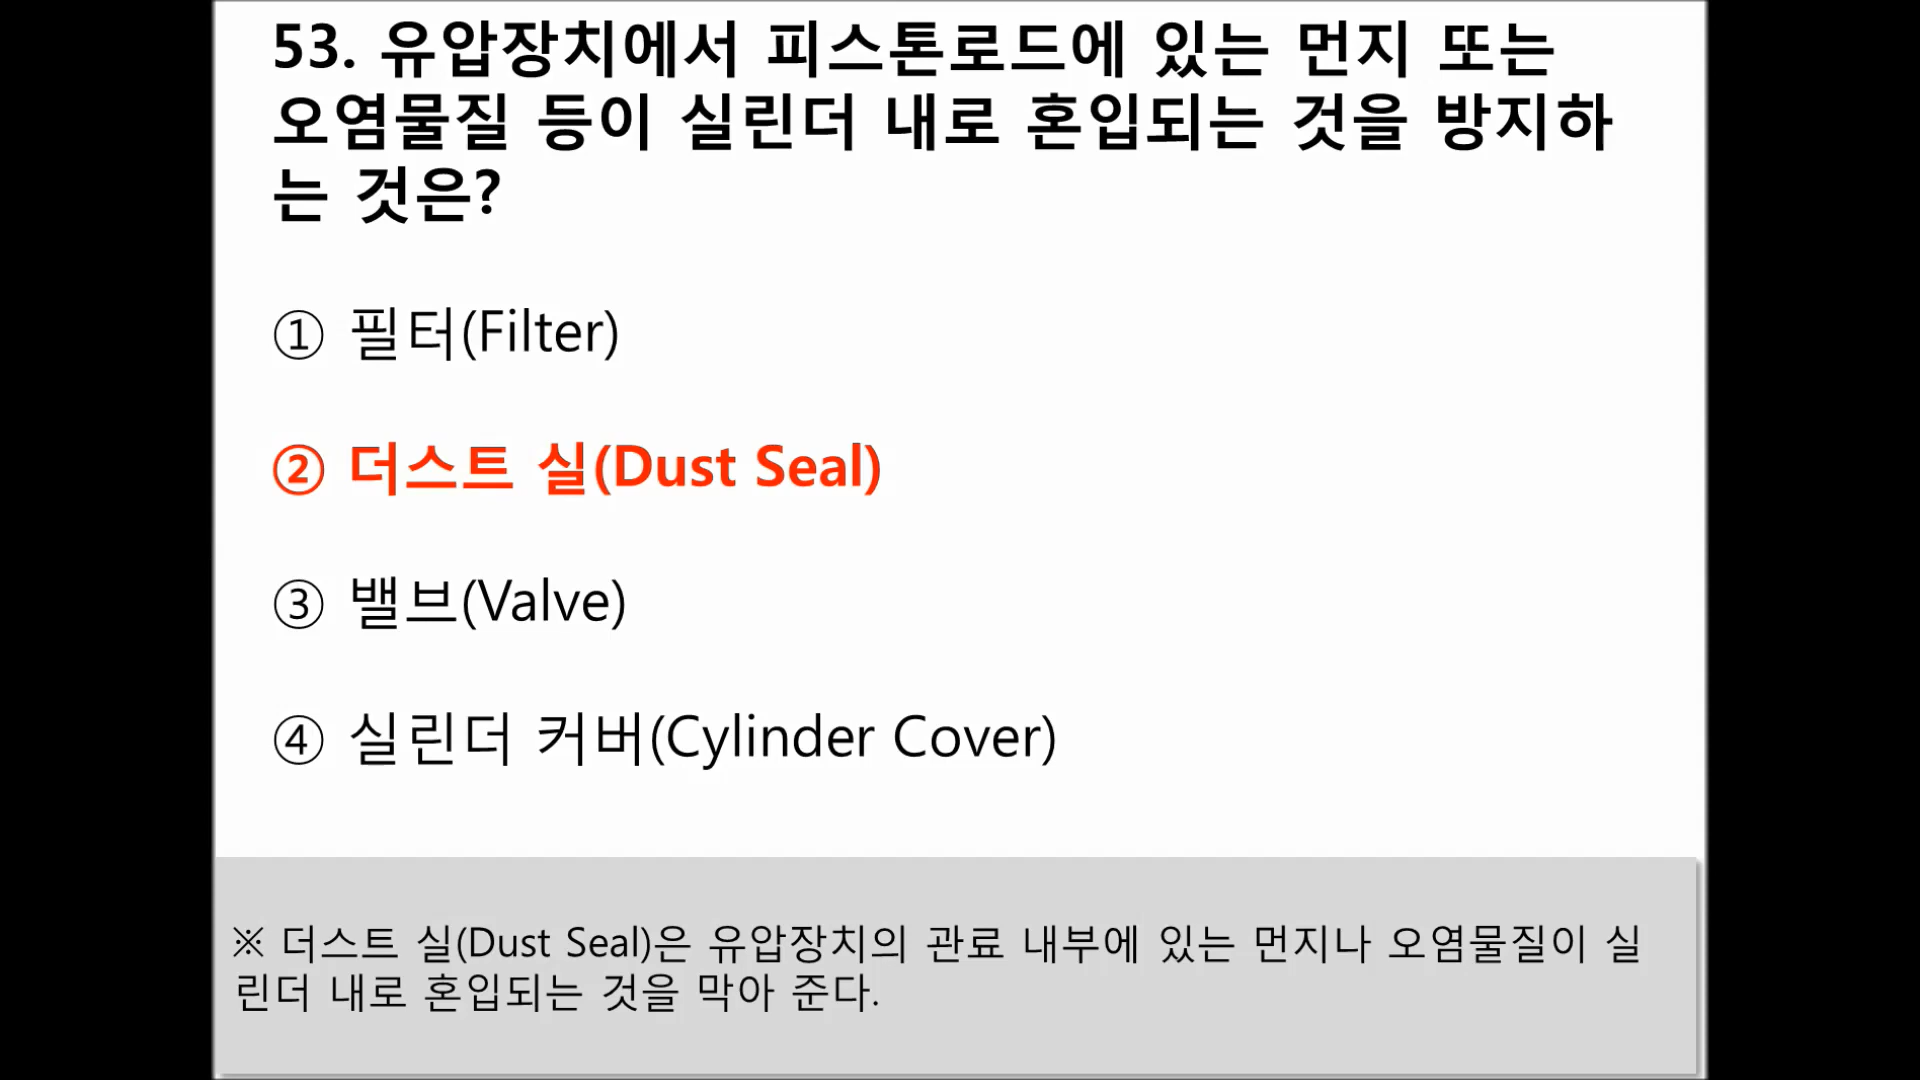 53. 유압장치에서 피스톤로드에 있는 먼지 또는
오염물질 등이 실린더 내로 혼입되는 것을 방지하
는 것은?
① 필터(Filter)
② 더스트 실(Dust Seal)
③ 밸브(Valve)
④ 실린더 커버(Cylinder Cover)
※ 더스트 실(Dust Seal)은 유압장치의 관료 내부에 있는 먼지나 오염물질이 실
린더 내로 혼입되는 것을 막아 준다.